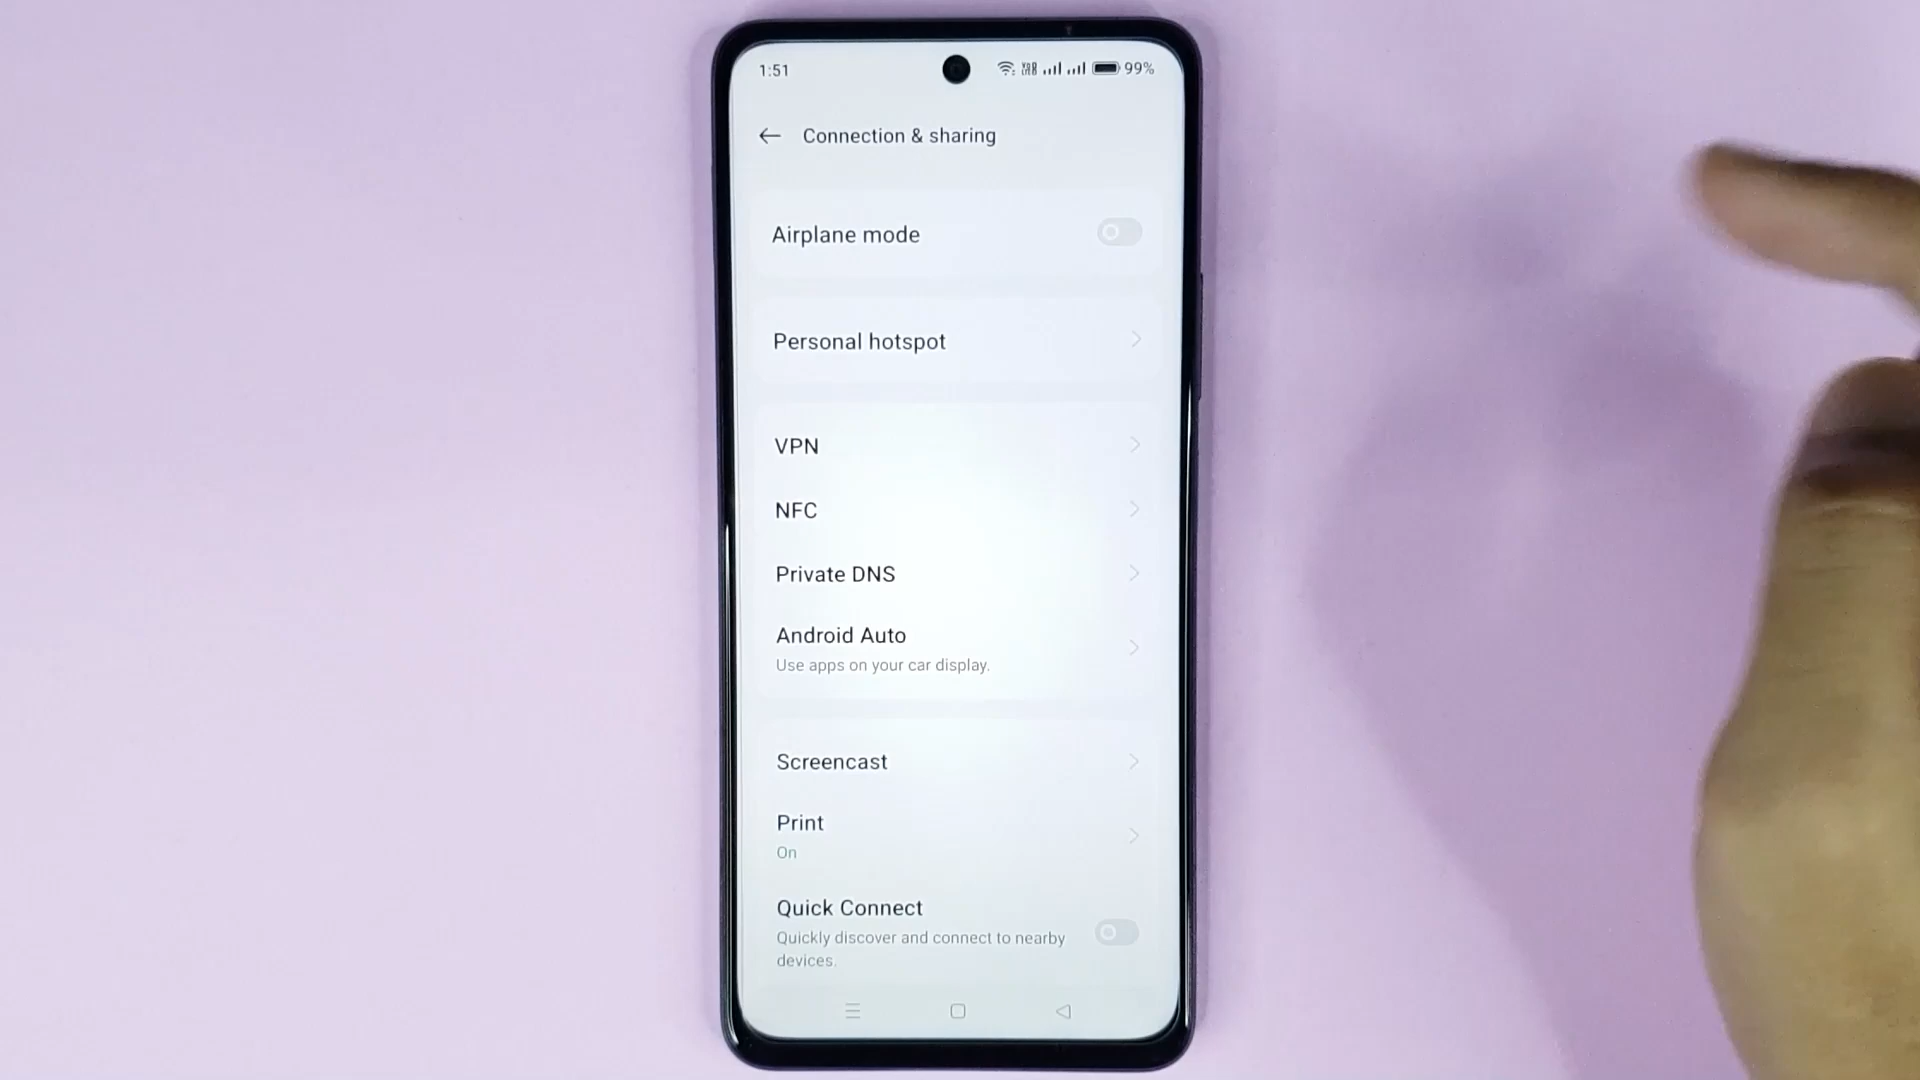 1:51
99%
Connection & sharing
Airplane mode
Personal hotspot
VPN
NFC
Private DNS
Android Auto
Use apps on your car display.
Screencast
Print
On
Quick Connect
Quickly discover and connect to nearby
devices.